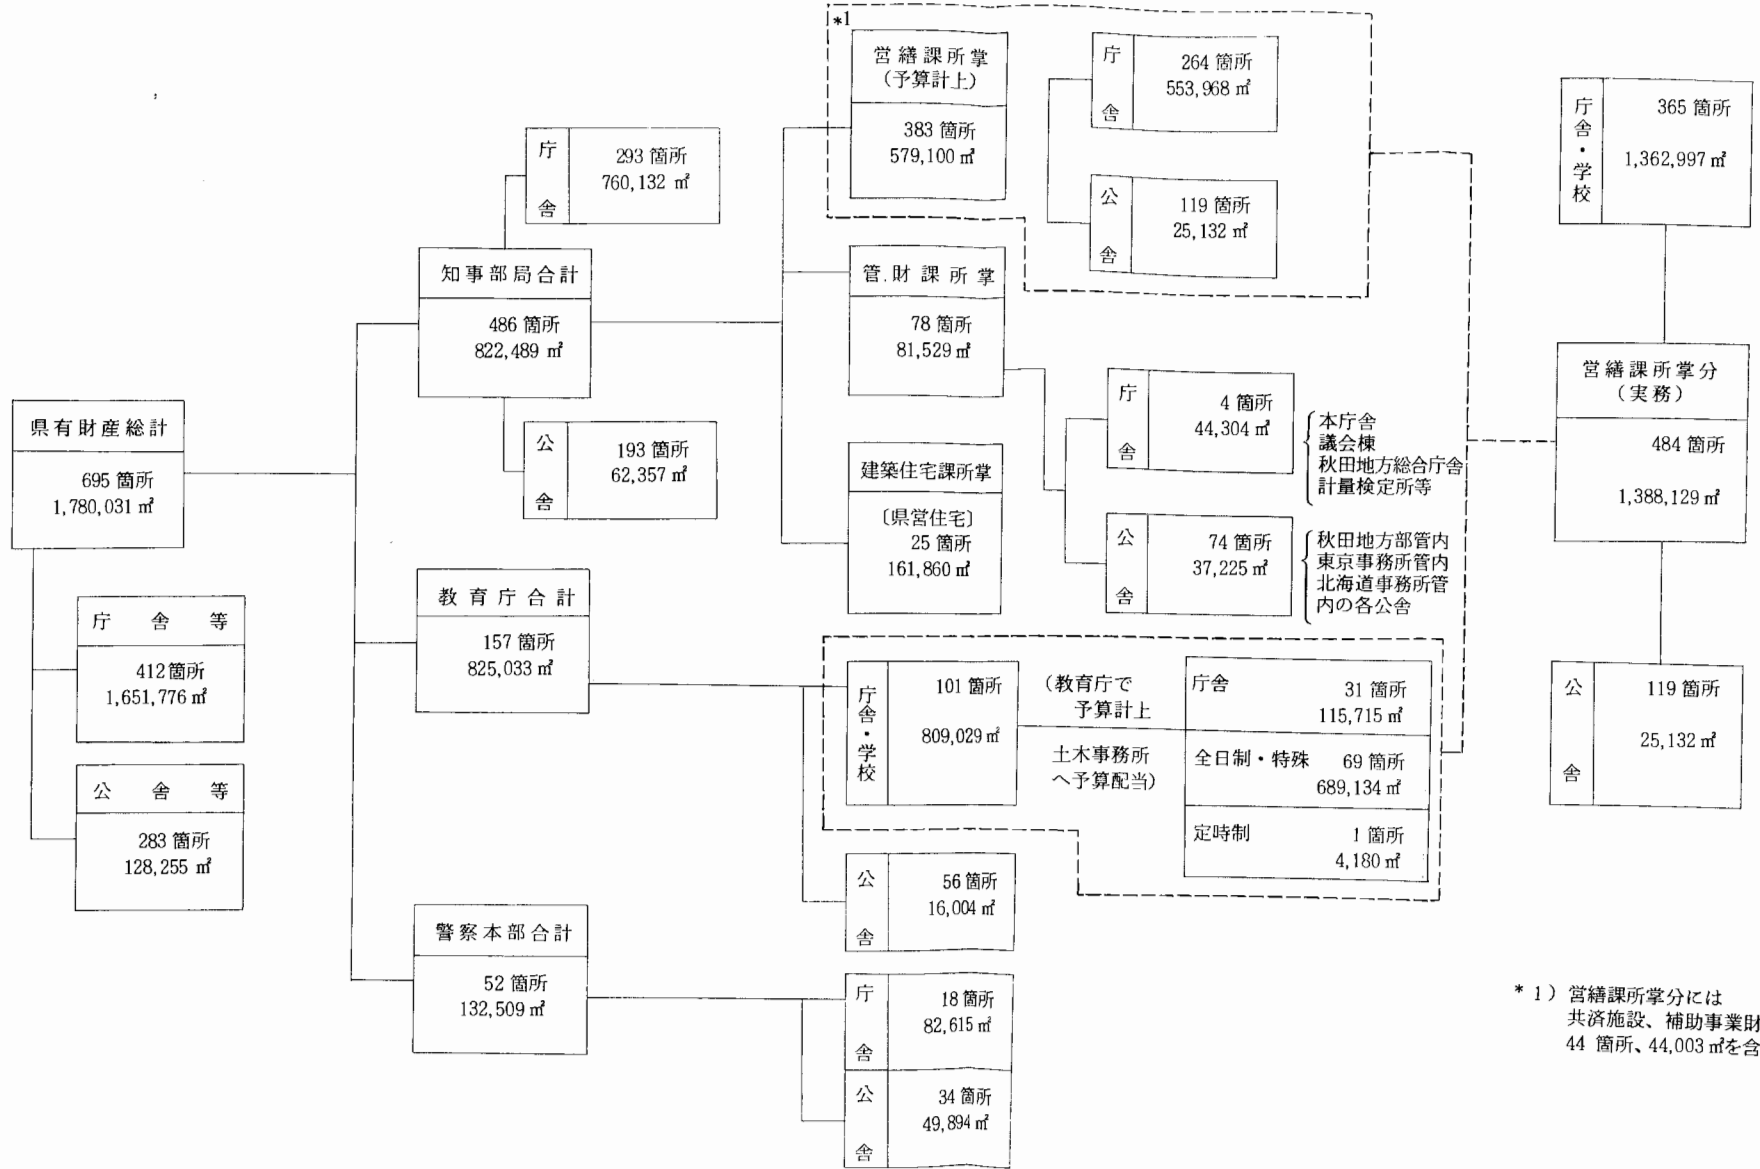 県有財産総計
695 箇所
1,780,031 ㎡
庁舎等
412箇所
1,651,776 ㎡
公舎等
283 箇所
128,255 ㎡
知事部局合計
486 箇所
822,489 ㎡
庁舎
293 箇所
760,132 ㎡
公舎
193 箇所
62,357 ㎡
教育庁合計
157 箇所
825,033 ㎡
警察本部合計
52 箇所
132,509 ㎡
*1
営繕課所掌
(予算計上)
383 箇所
579,100 ㎡
庁舎
264 箇所
553,968 ㎡
公舎
119 箇所
25,132 ㎡
管.財課所掌
78 箇所
81,529 ㎡
庁舎
4 箇所
44,304 ㎡
本庁舎
議会棟
秋田地方総合庁舎
計量検定所等
公舎
74 箇所
37,225 ㎡
秋田地方部管内
東京事務所管内
北海道事務所管
内の各公舎
建築住宅課所掌
〔県営住宅〕
25 箇所
161,860 ㎡
庁舎・学校
101 箇所
809,029 ㎡
(教育庁で
予算計上
土木事務所
へ予算配当)
庁舎 31 箇所
115,715 ㎡
全日制・特殊 69 箇所
689,134 ㎡
定時制 1 箇所
4,180 ㎡
公舎
56 箇所
16,004 ㎡
庁舎
18 箇所
82,615 ㎡
公舎
34 箇所
49,894 ㎡
庁舎・学校
365 箇所
1,362,997 ㎡
営繕課所掌分
(実務)
484 箇所
1,388,129 ㎡
公舎
119 箇所
25,132 ㎡
* 1) 営繕課所掌分には
共済施設、補助事業財
44 箇所、44,003 ㎡を含